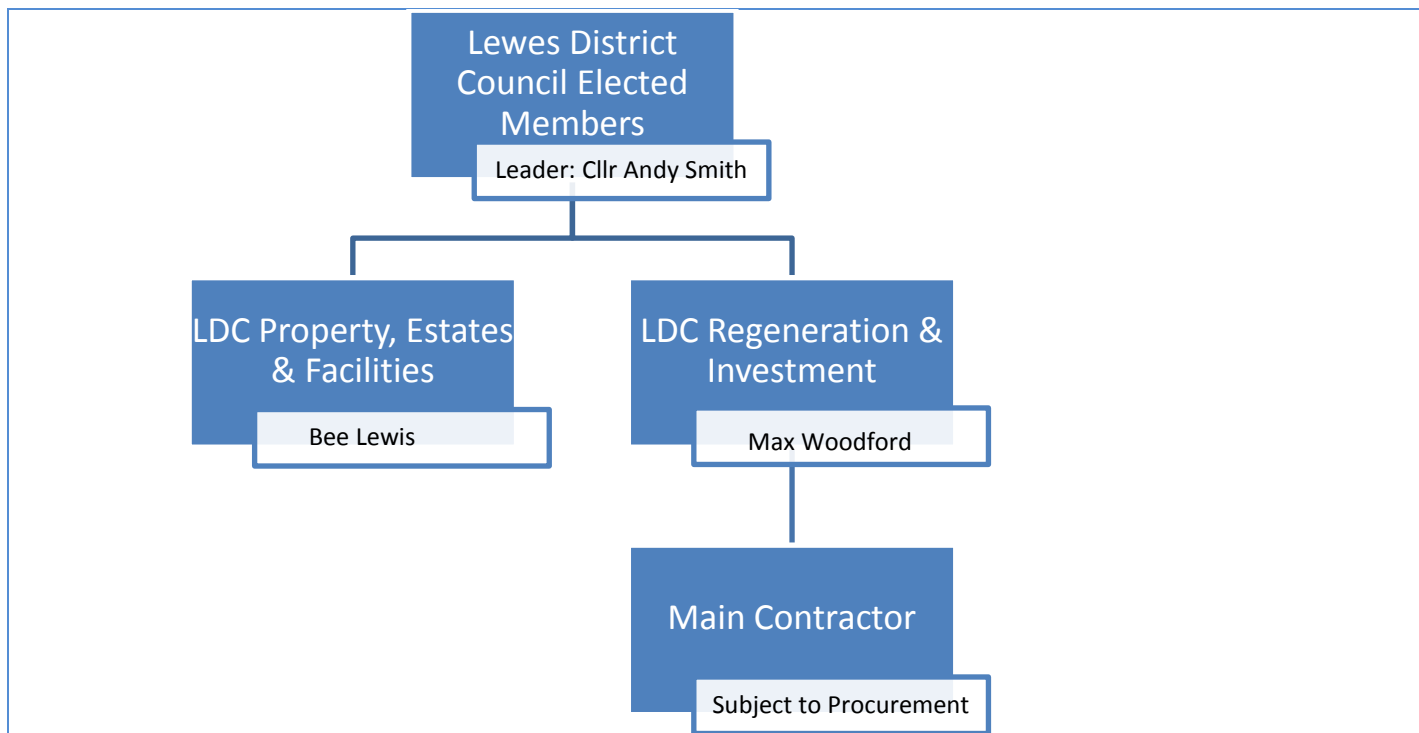 Lewes District
Council Elected
Members
Leader: Cllr Andy Smith
LDC Property, Estates
& Facilities
Bee Lewis
LDC Regeneration &
Investment
Max Woodford
Main Contractor
Subject to Procurement